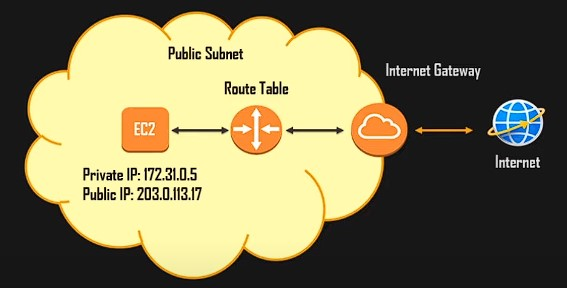 Public Subnet
Internet Gateway
Route Table
EC2
Internet
Private IP: 172.31.0.5
Public IP: 203.0.113.17